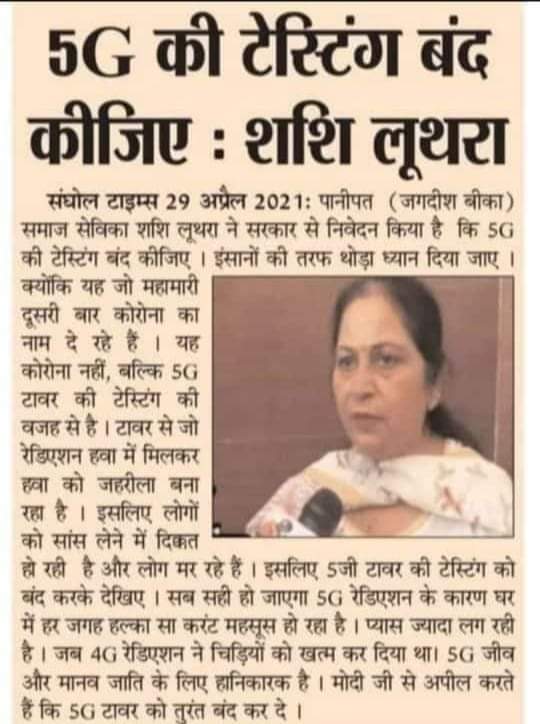 5G की टेस्टिंग बंद
कीजिए : शशि लूथरा
संघोल टाइम्स 29 अप्रैल 2021: पानीपत (जगदीश बीका)
समाज सेविका शशि लूथरा ने सरकार से निवेदन किया है कि 5G
की टेस्टिंग बंद कीजिए । इंसानों की तरफ थोड़ा ध्यान दिया जाए ।
क्योंकि यह जो महामारी
दूसरी बार कोरोना का
नाम दे रहे हैं । यह
कोरोना नहीं, बल्कि 5G
टावर की टेस्टिंग की
वजह से है । टावर से जो
रेडिएशन हवा में मिलकर
हवा को जहरीला बना
रहा है । इसलिए लोगों
को सांस लेने में दिक्कत
हो रही है और लोग मर रहे हैं । इसलिए 5जी टावर की टेस्टिंग को
बंद करके देखिए । सब सही हो जाएगा 5G रेडिएशन के कारण घर
में हर जगह हल्का सा करंट महसूस हो रहा है । प्यास ज्यादा लग रही
है । जब 4G रेडिएशन ने चिड़ियों को खत्म कर दिया था। 5G जीव
और मानव जाति के लिए हानिकारक है । मोदी जी से अपील करते
हैं कि 5G टावर को तुरंत बंद कर दे ।